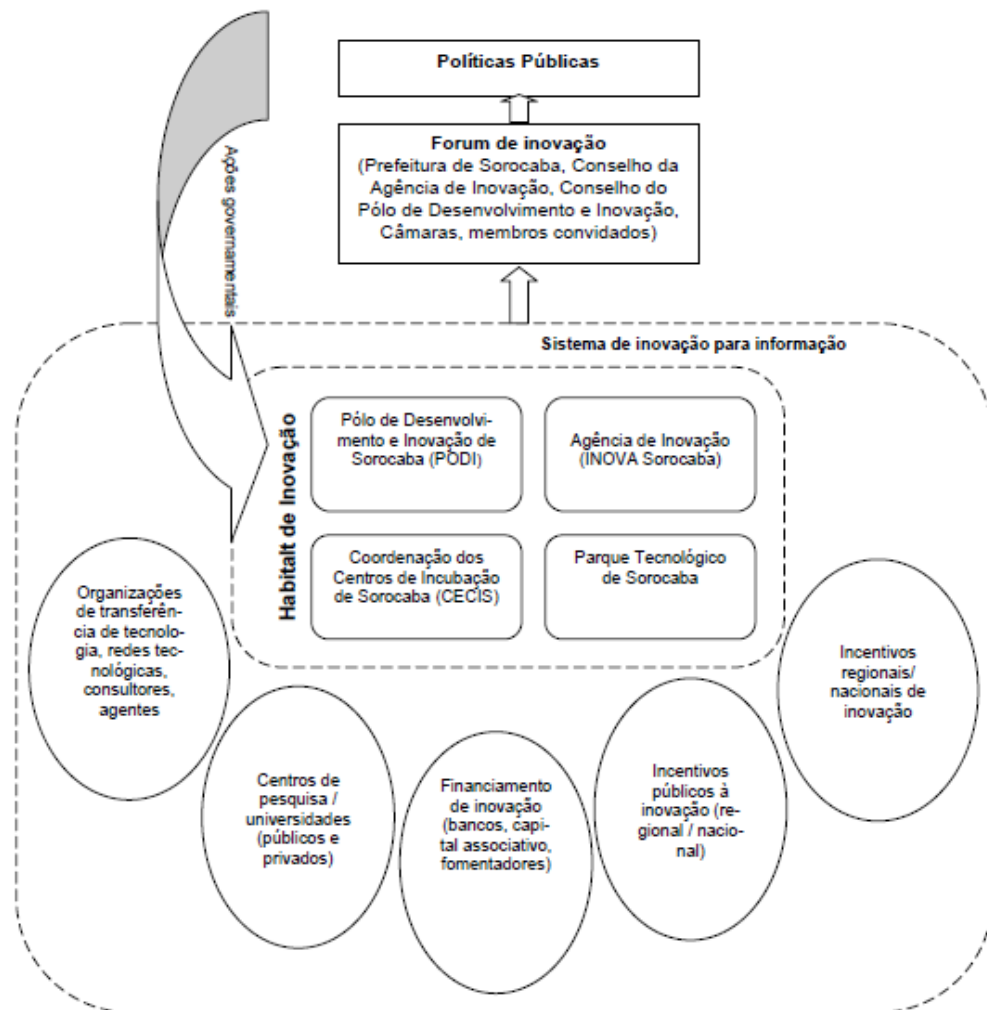 Políticas Públicas
Forum de inovação
(Prefeitura de Sorocaba, Conselho da
Agência de Inovação, Conselho do
Pólo de Desenvolvimento e Inovação,
Câmaras, membros convidados)
Ações governamentais
Sistema de inovação para informação
Habitalt de Inovação
Pólo de Desenvolvi-
mento e Inovação de
Sorocaba (PODI)
Agência de Inovação
(INOVA Sorocaba)
Coordenação dos
Centros de Incubação
de Sorocaba (CECIS)
Parque Tecnológico
de Sorocaba
Organizações
de transferên-
cia de tecnolo-
gia, redes tec-
nológicas,
consultores,
agentes
Centros de
pesquisa /
universidades
(públicos e
privados)
Financiamento
de inovação
(bancos, capi-
tal associativo,
fomentadores)
Incentivos
públicos à
inovação (re-
gional / nacio-
nal)
Incentivos
regionais/
nacionais de
inovação